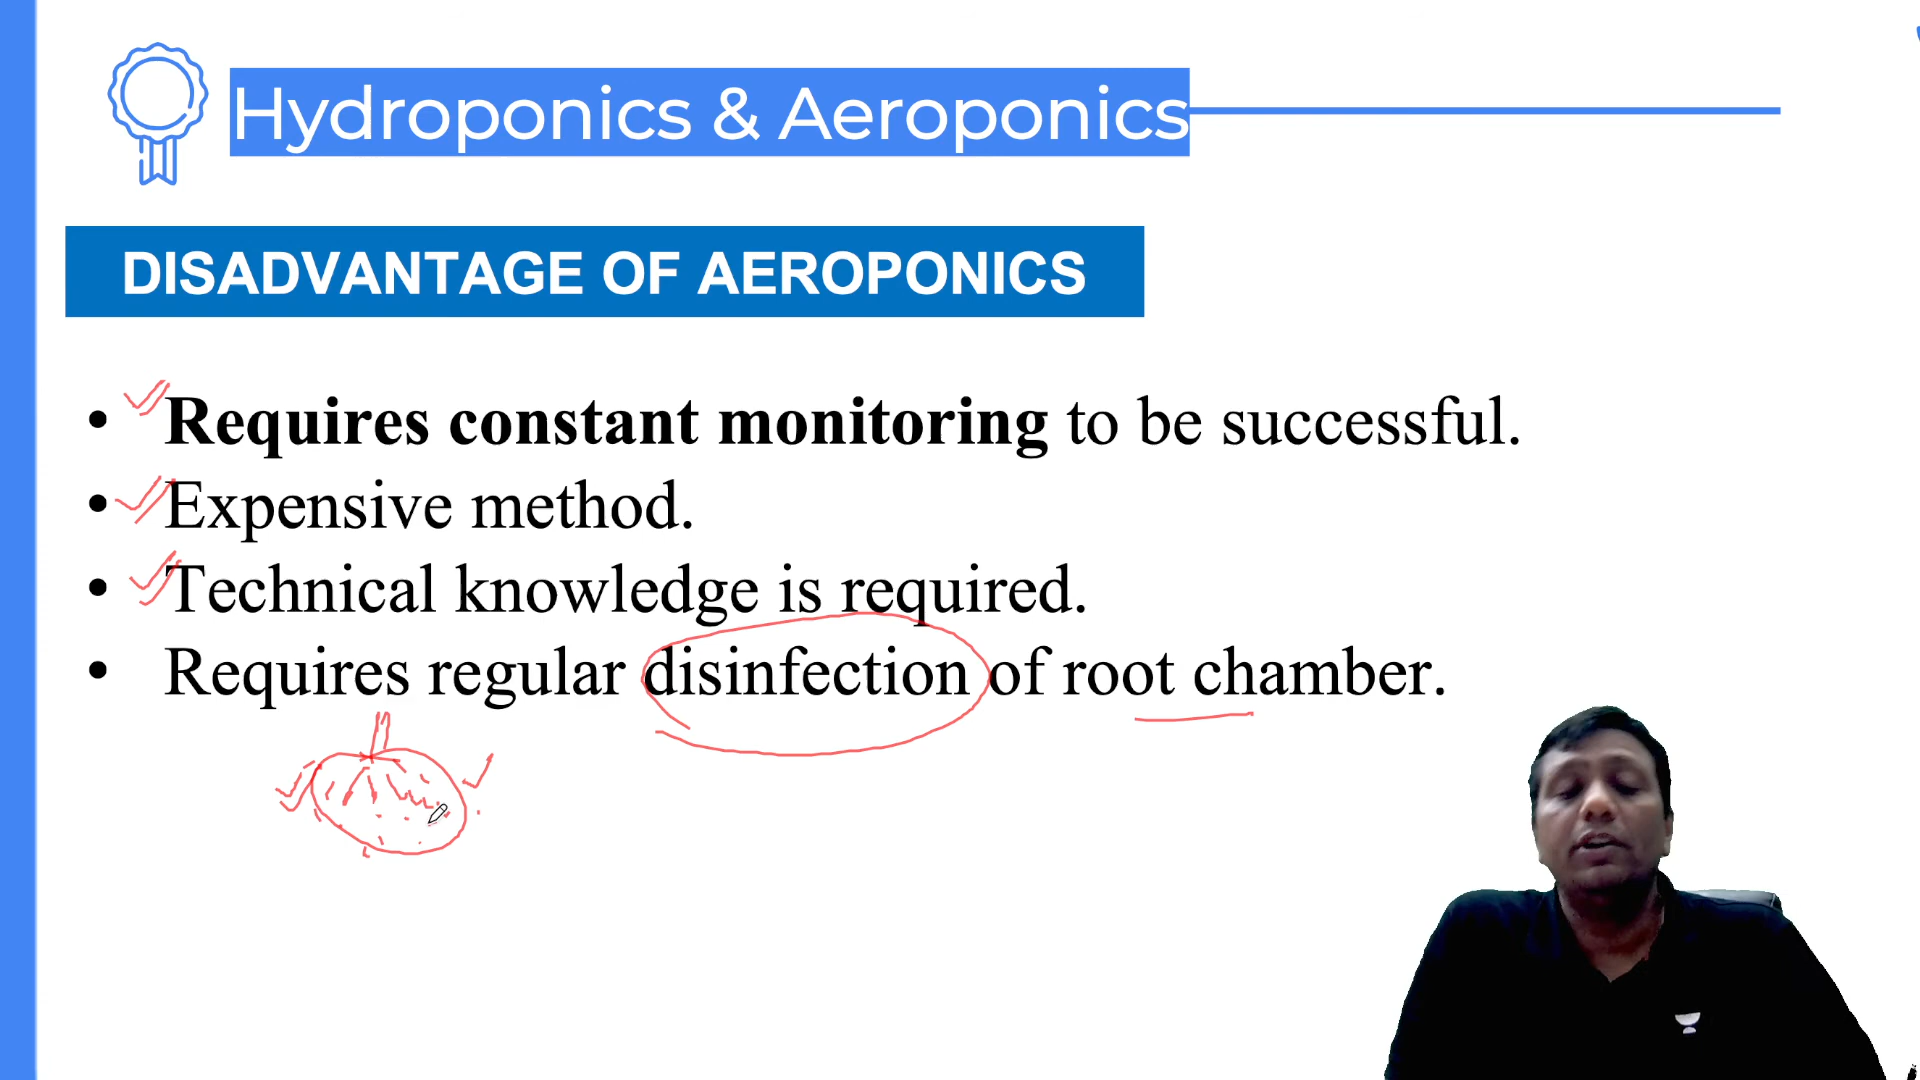 Hydroponics & Aeroponics
DISADVANTAGE OF AEROPONICS
• Requires constant monitoring to be successful.
• Expensive method.
• Technical knowledge is required.
• Requires regular disinfection of root chamber.